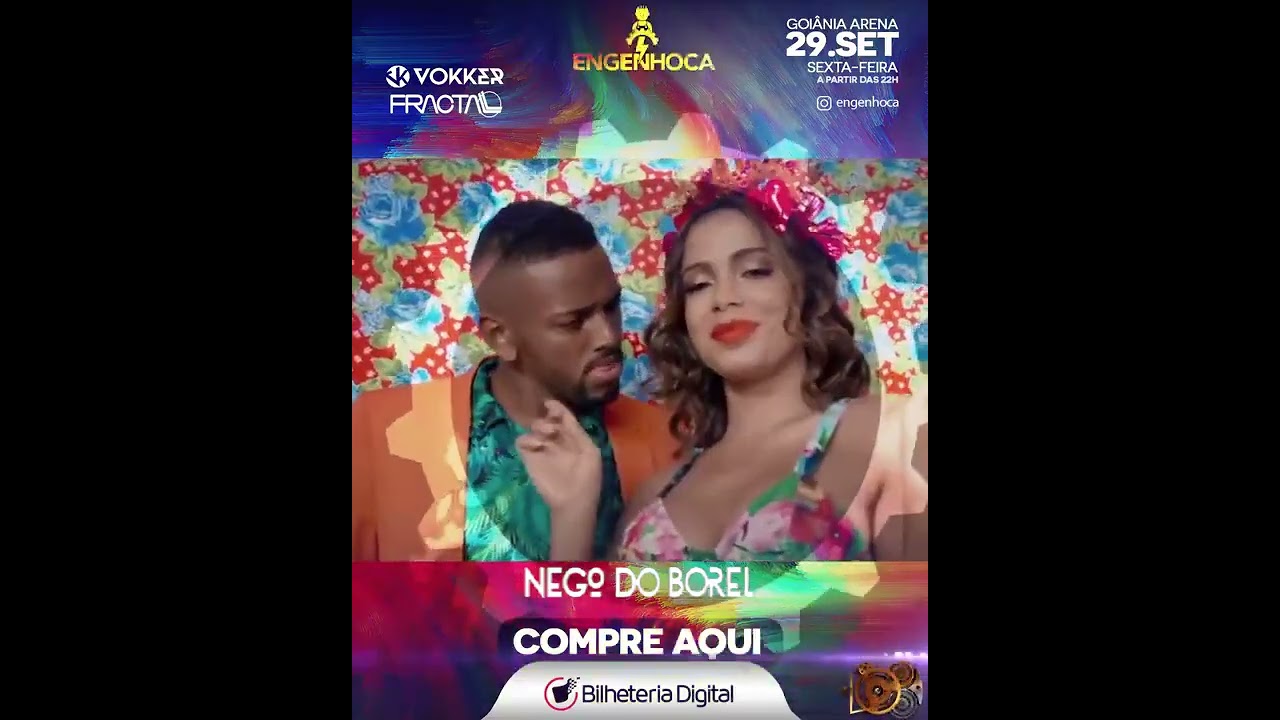 ENGENHOCA
VOKKER
FRACTALL
GOIÂNIA ARENA
29.SET
SEXTA-FEIRA
À PARTIR DAS 22H
engenhoca
NEGO DO BOREL
COMPRE AQUI
Bilheteria Digital